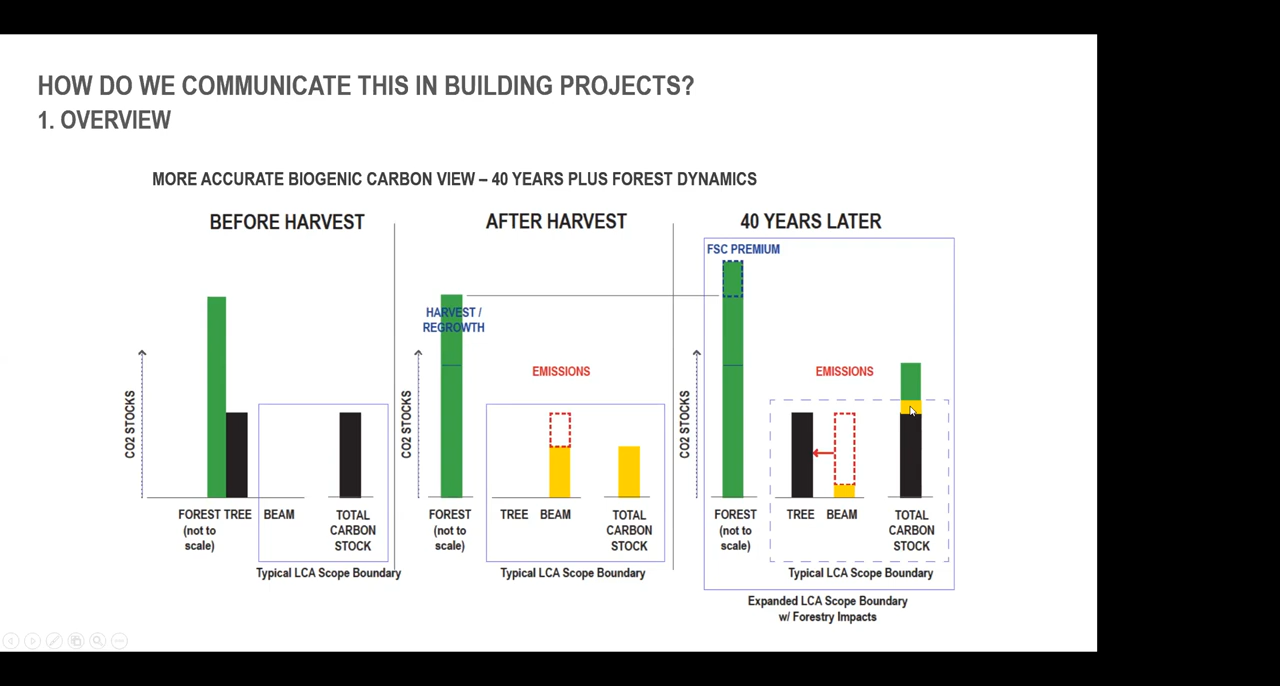 HOW DO WE COMMUNICATE THIS IN BUILDING PROJECTS?
1. OVERVIEW
MORE ACCURATE BIOGENIC CARBON VIEW – 40 YEARS PLUS FOREST DYNAMICS
BEFORE HARVEST
CO2 STOCKS
FOREST
(not to
scale)
TREE
BEAM
TOTAL
CARBON
STOCK
Typical LCA Scope Boundary
AFTER HARVEST
HARVEST /
REGROWTH
EMISSIONS
CO2 STOCKS
FOREST
(not to
scale)
TREE
BEAM
TOTAL
CARBON
STOCK
Typical LCA Scope Boundary
40 YEARS LATER
FSC PREMIUM
EMISSIONS
CO2 STOCKS
FOREST
(not to
scale)
TREE
BEAM
TOTAL
CARBON
STOCK
Typical LCA Scope Boundary
Expanded LCA Scope Boundary
w/ Forestry Impacts